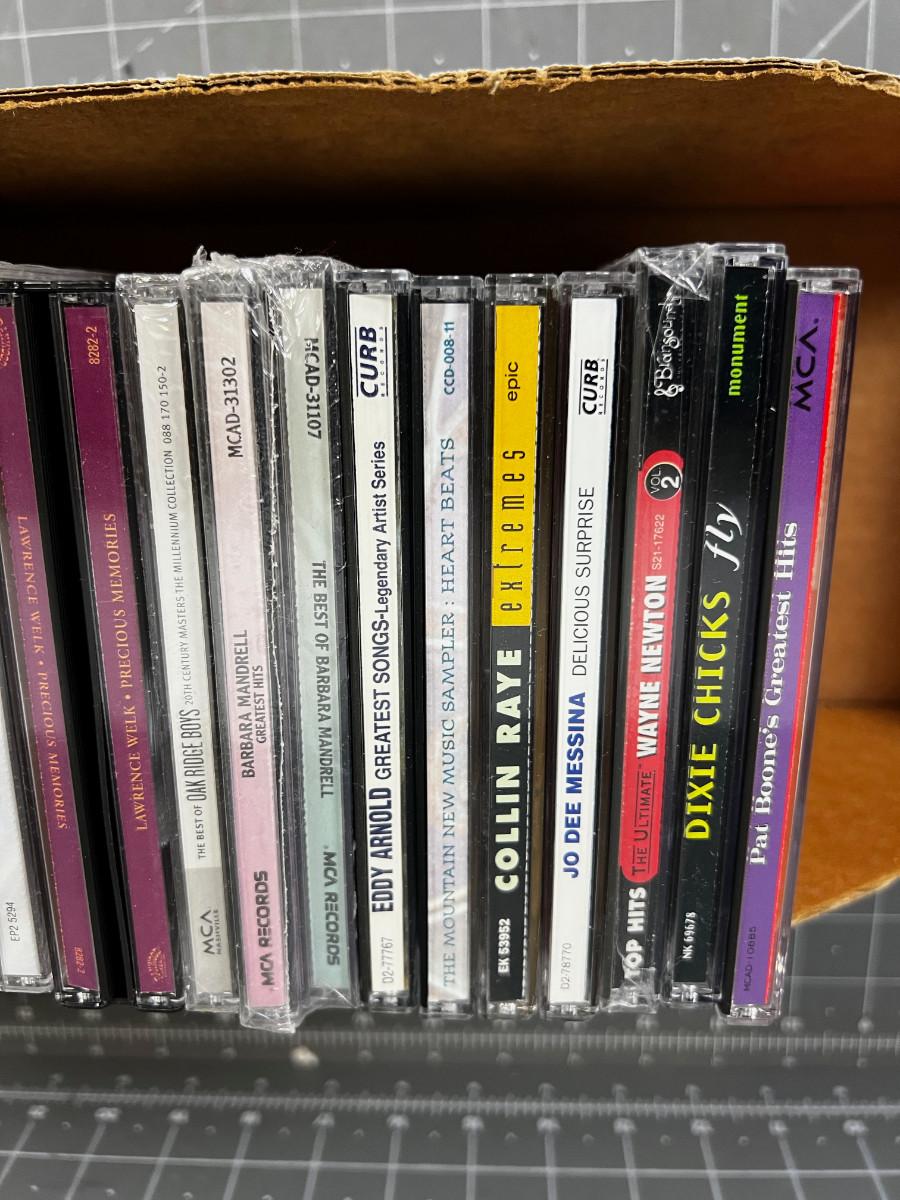 EP2 5294
LAWRENCE WELK • PRECIOUS MEMORIES
8282-2
8282-2
LAWRENCE WELK • PRECIOUS MEMORIES
MCA NASHVILLE
THE BEST OF OAK RIDGE BOYS 20TH CENTURY MASTERS THE MILLENNIUM COLLECTION 088 170 150-2
MCA RECORDS
BARBARA MANDRELL
GREATEST HITS
MCAD-31302
MCAD-31107
THE BEST OF BARBARA MANDRELL
MCA RECORDS
D2-77767
EDDY ARNOLD GREATEST SONGS-Legendary Artist Series
CURB records
THE MOUNTAIN NEW MUSIC SAMPLER : HEART BEATS
CCD-008-11
EK 53952
COLLIN RAYE extremes
epic
D2-78770
JO DEE MESSINA DELICIOUS SURPRISE
CURB records
TOP HITS THE ULTIMATE WAYNE NEWTON S21-17622 VOL. 2
NK 69678
DIXIE CHICKS fly
monument
MCAD-10885
Pat Boone's Greatest Hits
MCA.